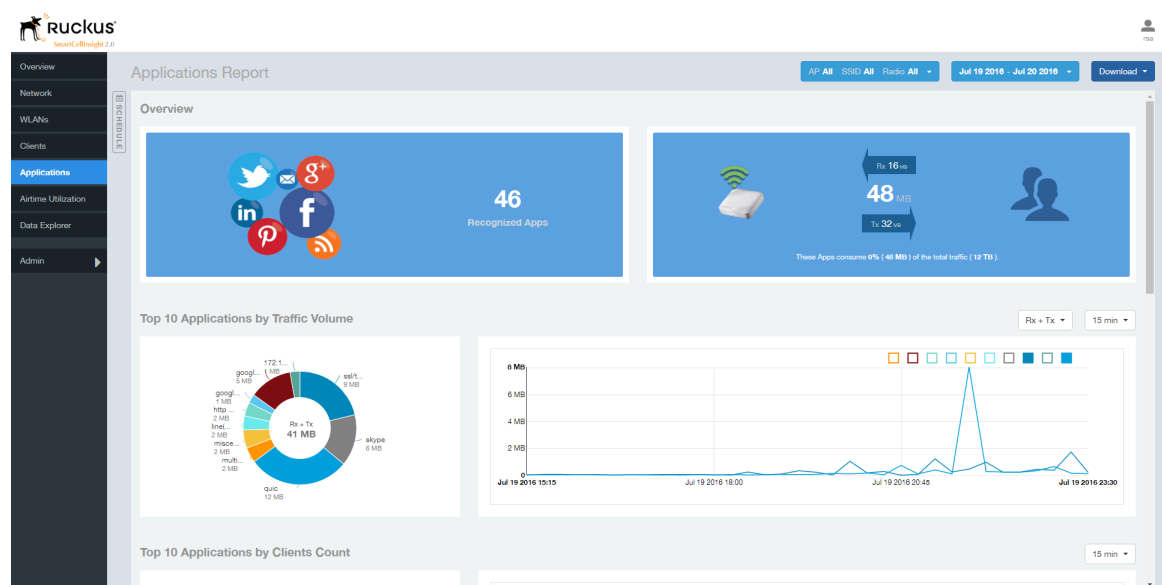 RUCKUS
SmartCellInsight 2.0
rsa
Overview
Network
WLANs
Clients
Applications
Airtime Utilization
Data Explorer
Admin
SCHEDULE
Applications Report
AP All SSID All Radio All
Jul 19 2016 - Jul 20 2016
Download
Overview
g+
in
f
46
Recognized Apps
Rx 16 MB
48 MB
Tx 32 MB
These Apps consume 0% ( 48 MB ) of the total traffic ( 12 TB ).
Top 10 Applications by Traffic Volume
Rx + Tx
15 min
172.1...
( MB
googl...
5 MB
ssl/t...
9 MB
googl...
1 MB
http ...
2 MB
line(...
2 MB
misce...
2 MB
multi...
2 MB
quic
12 MB
skype
6 MB
Rx + Tx
41 MB
8 MB
6 MB
4 MB
2 MB
0
Jul 19 2016 15:15
Jul 19 2016 18:00
Jul 19 2016 20:45
Jul 19 2016 23:30
Top 10 Applications by Clients Count
15 min